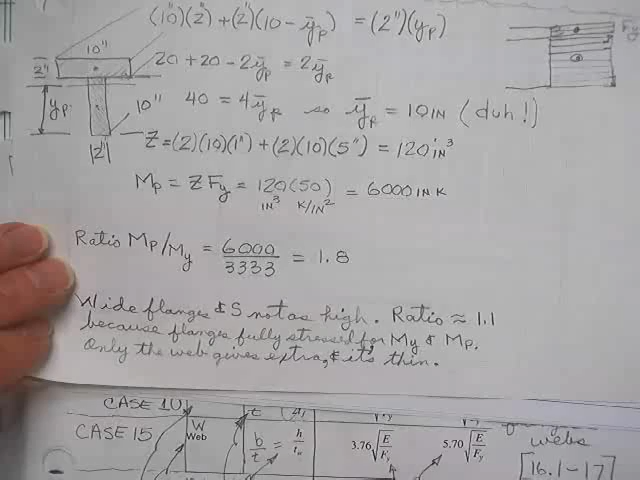 (10")(2") + (2")(10 - ȳp) = (2")(yp)
10"
20 + 20 - 2ȳp = 2ȳp
2"
yp
10"
40 = 4ȳp so ȳp = 10 IN (duh!)
2"
Z = (2)(10)(1") + (2)(10)(5") = 120 in³
Mp = Z Fy = 120 (50) = 6000 IN K
IN³ K/IN²
Ratio Mp/My = 6000/3333 = 1.8
Wide flanges & S not as high. Ratio ≈ 1.1
because flanges fully stressed for My & Mp.
Only the web gives extra, & it's thin.
Fy
CASE 10
CASE 15
W
Web
t
b/t = h/tw
3.76√E/Fy
5.70√E/Fy
webs
[16.1-17]